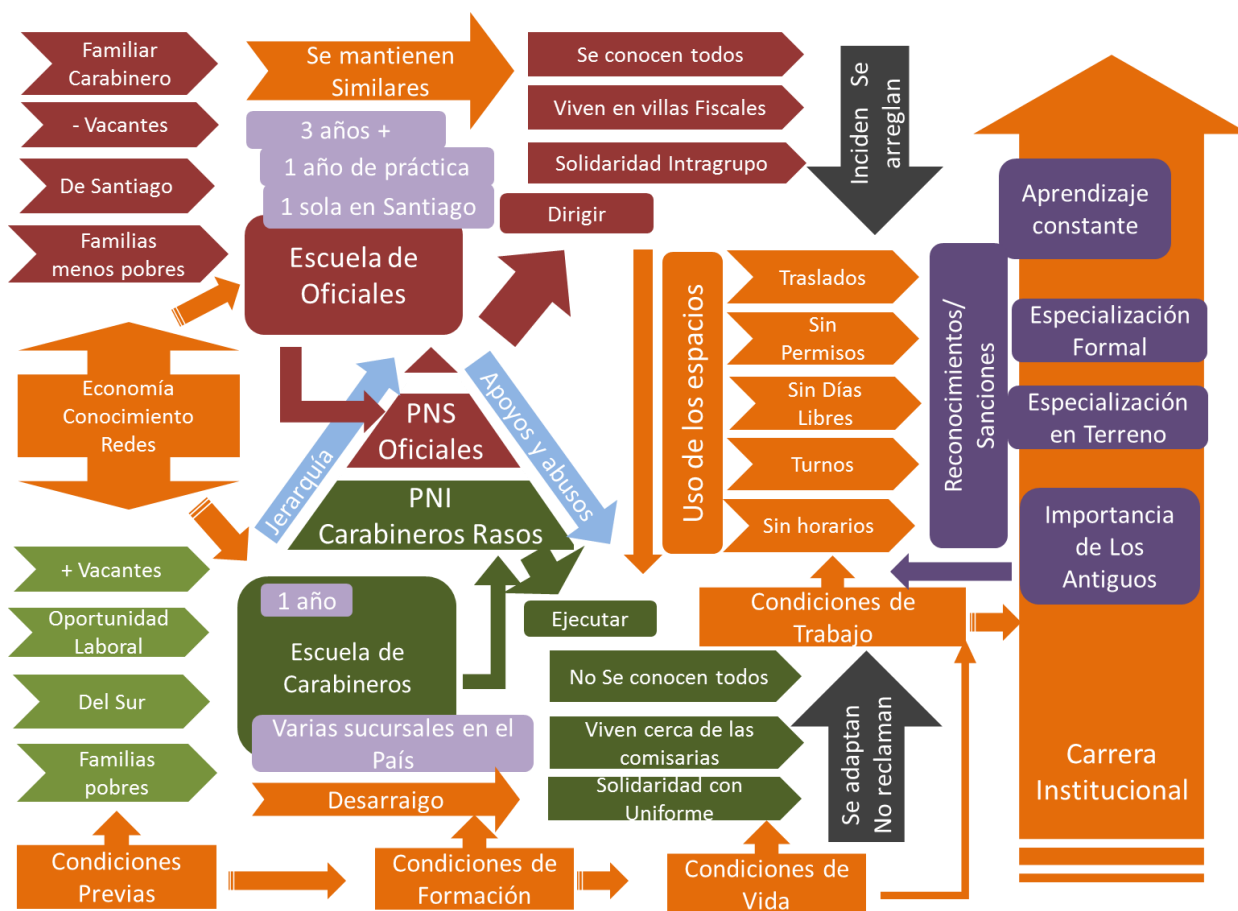 Familiar
Carabinero
- Vacantes
De Santiago
Familias
menos pobres
Se mantienen
Similares
3 años +
1 año de práctica
1 sola en Santiago
Escuela de
Oficiales
Se conocen todos
Viven en villas Fiscales
Solidaridad Intragrupo
Dirigir
Inciden Se
arreglan
Economía
Conocimiento
Redes
Jerarquía
PNS
Oficiales
PNI
Carabineros Rasos
Apoyos y abusos
Uso de los espacios
Traslados
Sin
Permisos
Sin Días
Libres
Turnos
Sin horarios
Reconocimientos/
Sanciones
Aprendizaje
constante
Especialización
Formal
Especialización
en Terreno
Importancia
de Los
Antiguos
+ Vacantes
Oportunidad
Laboral
Del Sur
Familias
pobres
1 año
Escuela de
Carabineros
Varias sucursales en el
País
Desarraigo
Ejecutar
No Se conocen todos
Viven cerca de las
comisarias
Solidaridad con
Uniforme
Se adaptan
No reclaman
Condiciones de
Trabajo
Carrera
Institucional
Condiciones
Previas
Condiciones de
Formación
Condiciones de
Vida